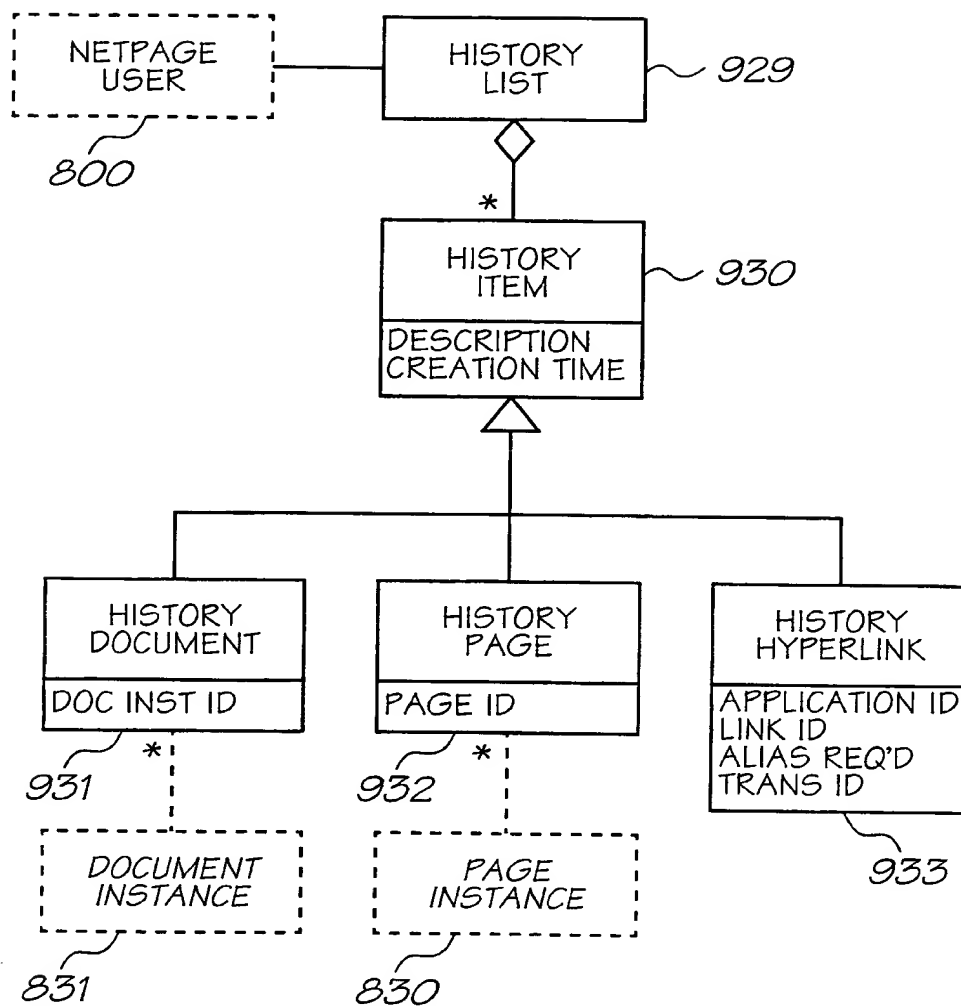 NETPAGE
USER
800
HISTORY
LIST
929
*
HISTORY
ITEM
930
DESCRIPTION
CREATION TIME
HISTORY
DOCUMENT
DOC INST ID
931
*
HISTORY
PAGE
PAGE ID
932
*
HISTORY
HYPERLINK
APPLICATION ID
LINK ID
ALIAS REQ'D
TRANS ID
933
DOCUMENT
INSTANCE
831
PAGE
INSTANCE
830